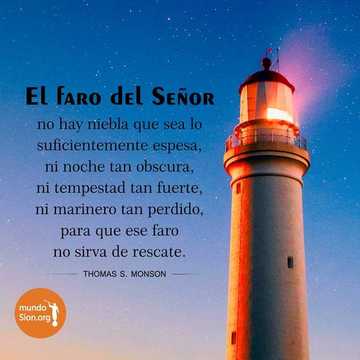 El faro del Señor
no hay niebla que sea lo
suficientemente espesa,
ni noche tan obscura,
ni tempestad tan fuerte,
ni marinero tan perdido,
para que ese faro
no sirva de rescate.
THOMAS S. MONSON
mundo
Sion.org